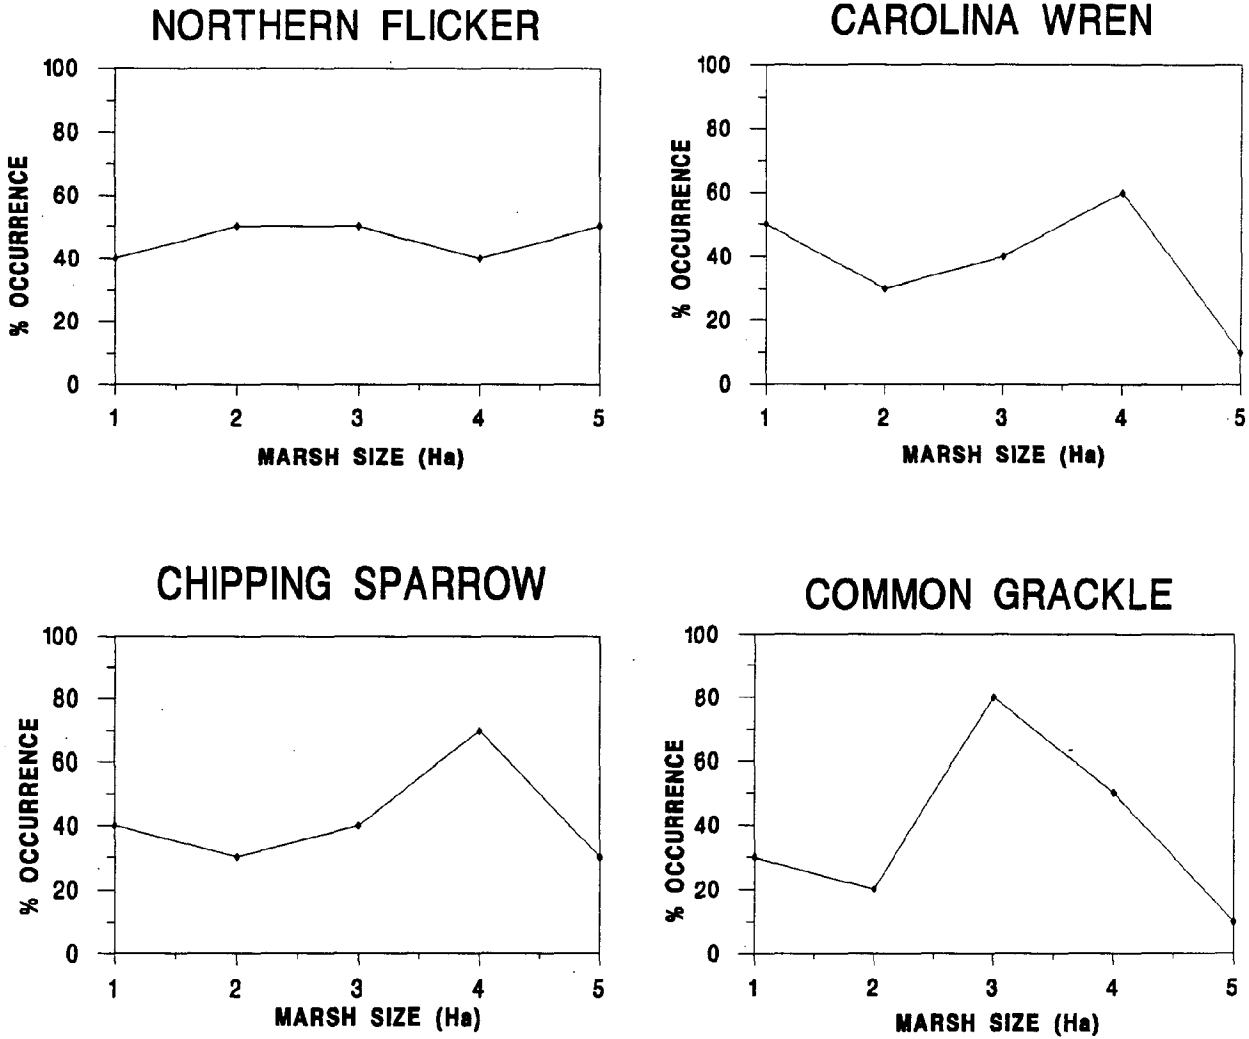 NORTHERN FLICKER
100
80
60
40
20
0
% OCCURRENCE
1 2 3 4 5
MARSH SIZE (Ha)
CAROLINA WREN
100
80
60
40
20
0
% OCCURRENCE
1 2 3 4 5
MARSH SIZE (Ha)
CHIPPING SPARROW
100
80
60
40
20
0
% OCCURRENCE
1 2 3 4 5
MARSH SIZE (Ha)
COMMON GRACKLE
100
80
60
40
20
0
% OCCURRENCE
1 2 3 4 5
MARSH SIZE (Ha)